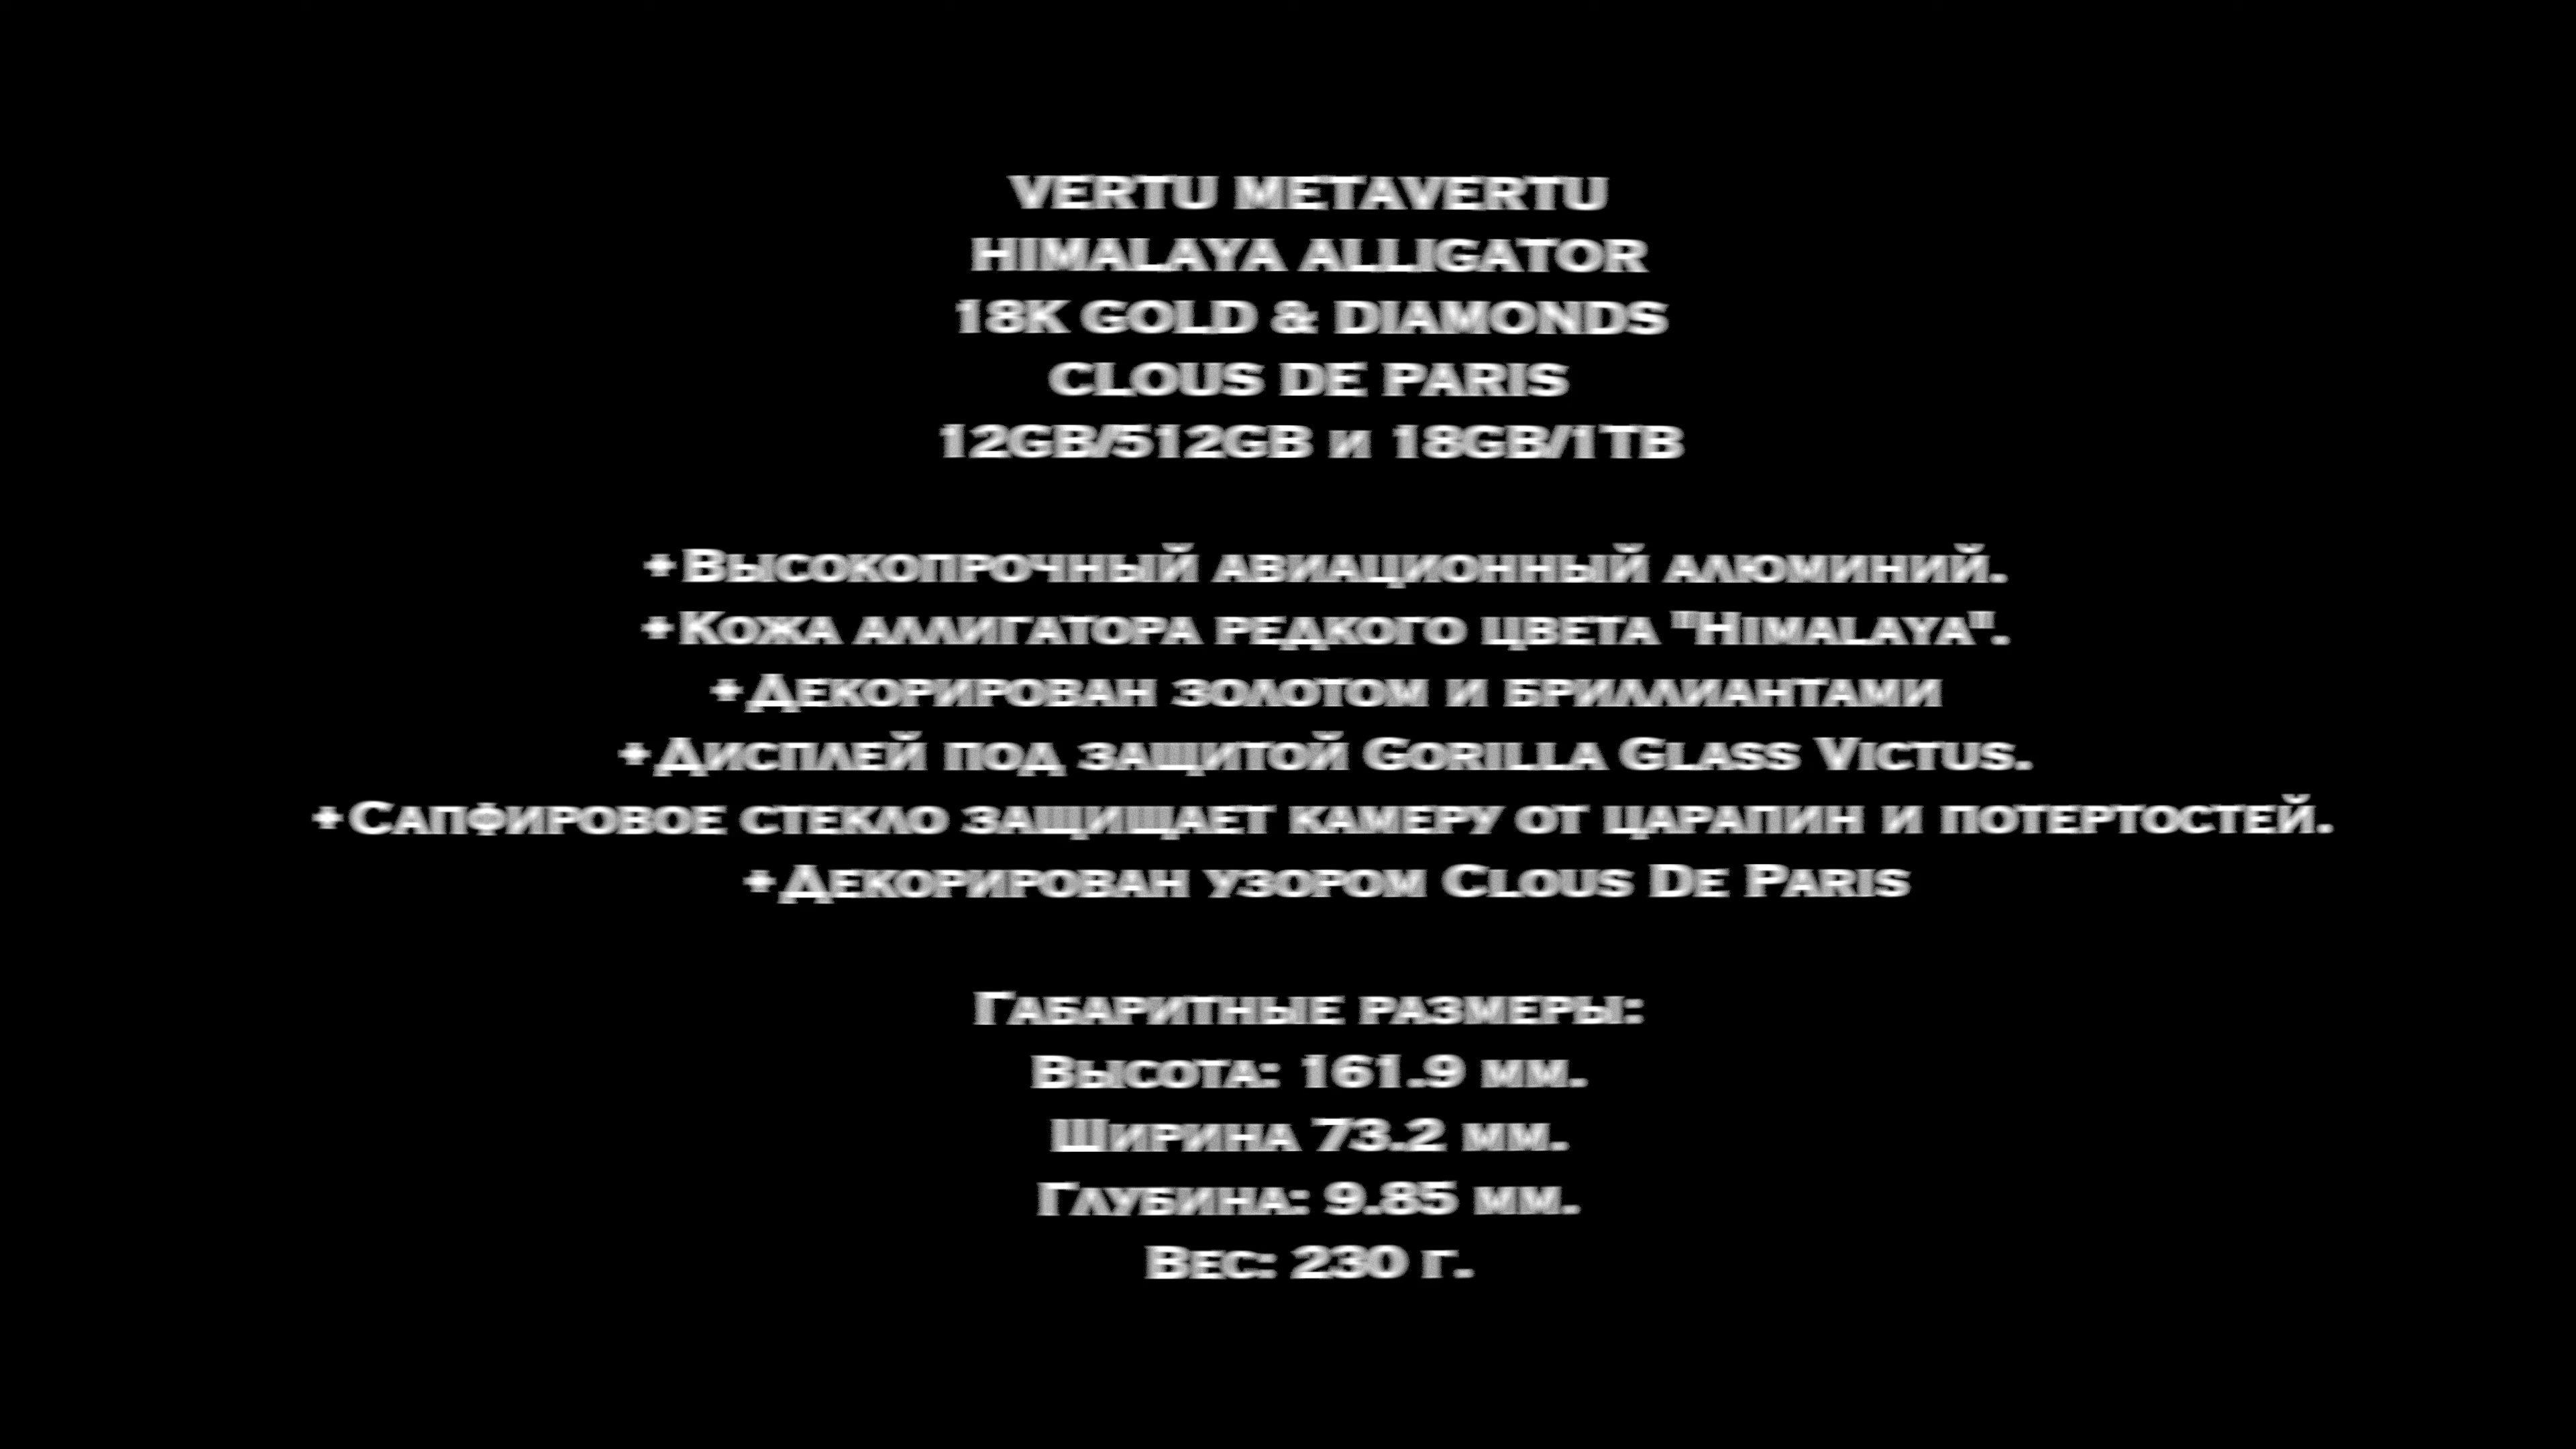 VERTU METAVERTU
HIMALAYA ALLIGATOR
18K GOLD & DIAMONDS
CLOUS DE PARIS
12GB/512GB и 18GB/1TB
+Высокопрочный авиационный алюминий.
+Кожа аллигатора редкого цвета "Himalaya".
+Декорирован золотом и бриллиантами
+Дисплей под защитой Gorilla Glass Victus.
+Сапфировое стекло защищает камеру от царапин и потертостей.
+Декорирован узором Clous De Paris
Габаритные размеры:
Высота: 161.9 мм.
Ширина 73.2 мм.
Глубина: 9.85 мм.
Вес: 230 г.